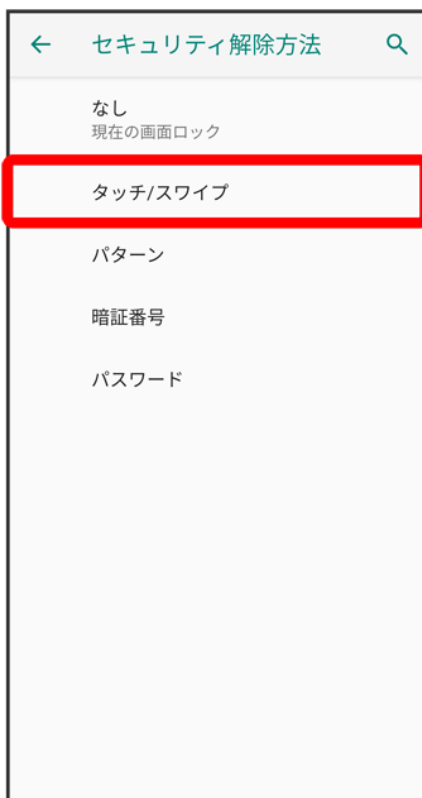 セキュリティ解除方法
なし
現在の画面ロック
タッチ/スワイプ
パターン
暗証番号
パスワード